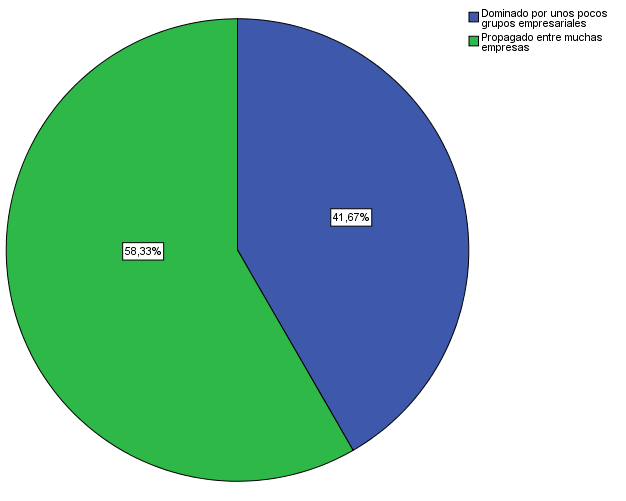 Dominado por unos pocos
grupos empresariales
Propagado entre muchas
empresas
41,67%
58,33%